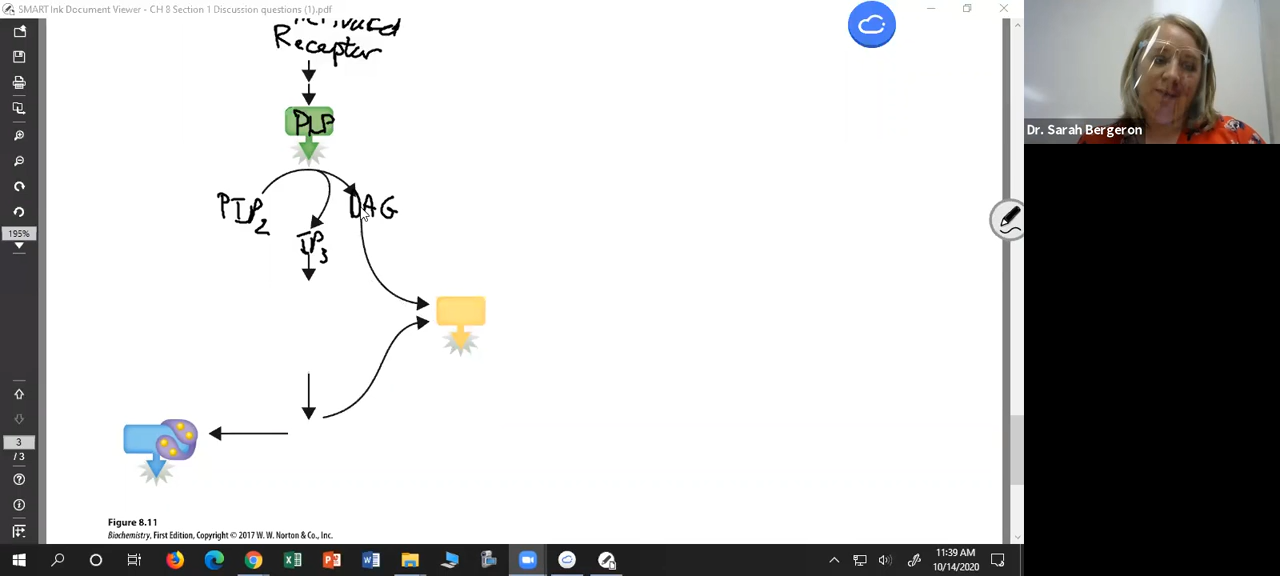 SMART Ink Document Viewer - CH 8 Section 1 Discussion questions (1).pdf
Activated
Receptor
PLP
PIP2
DAG
IP3
Dr. Sarah Bergeron
195%
3
/ 3
Figure 8.11
Biochemistry, First Edition, Copyright © 2017 W. W. Norton & Co., Inc.
11:39 AM
10/14/2020